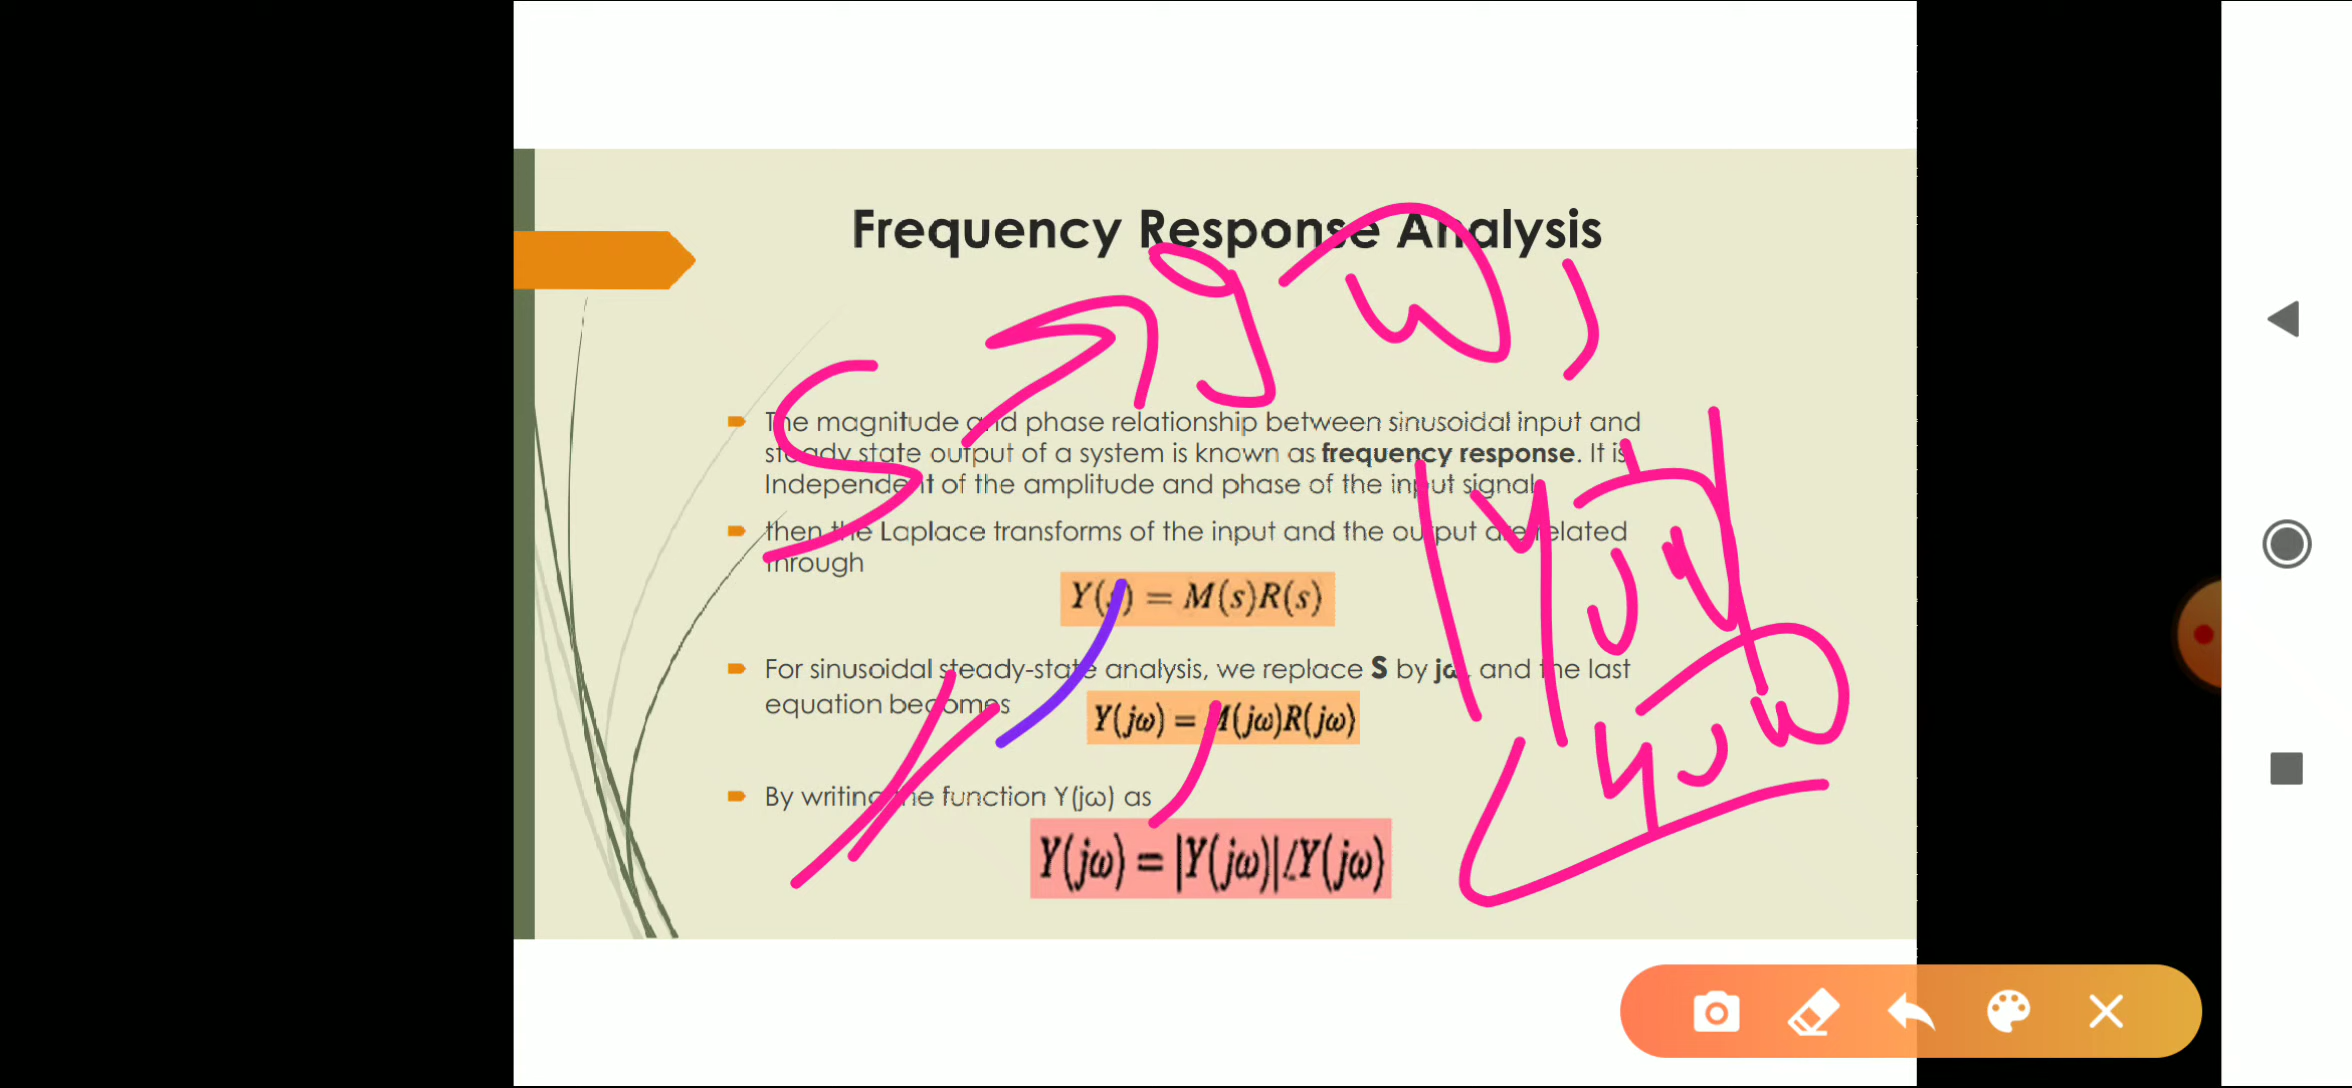 Frequency Response Analysis
S → jω,
The magnitude and phase relationship between sinusoidal input and
steady state output of a system is known as frequency response. It is
Independent of the amplitude and phase of the input signal
then the Laplace transforms of the input and the output are related
through
Y(s) = M(s)R(s)
For sinusoidal steady-state analysis, we replace S by jω, and the last
equation becomes
Y(jω) = M(jω)R(jω)
By writing the function Y(jω) as
Y(jω) = |Y(jω)|∠Y(jω)
|Yjω|
∠Yjω